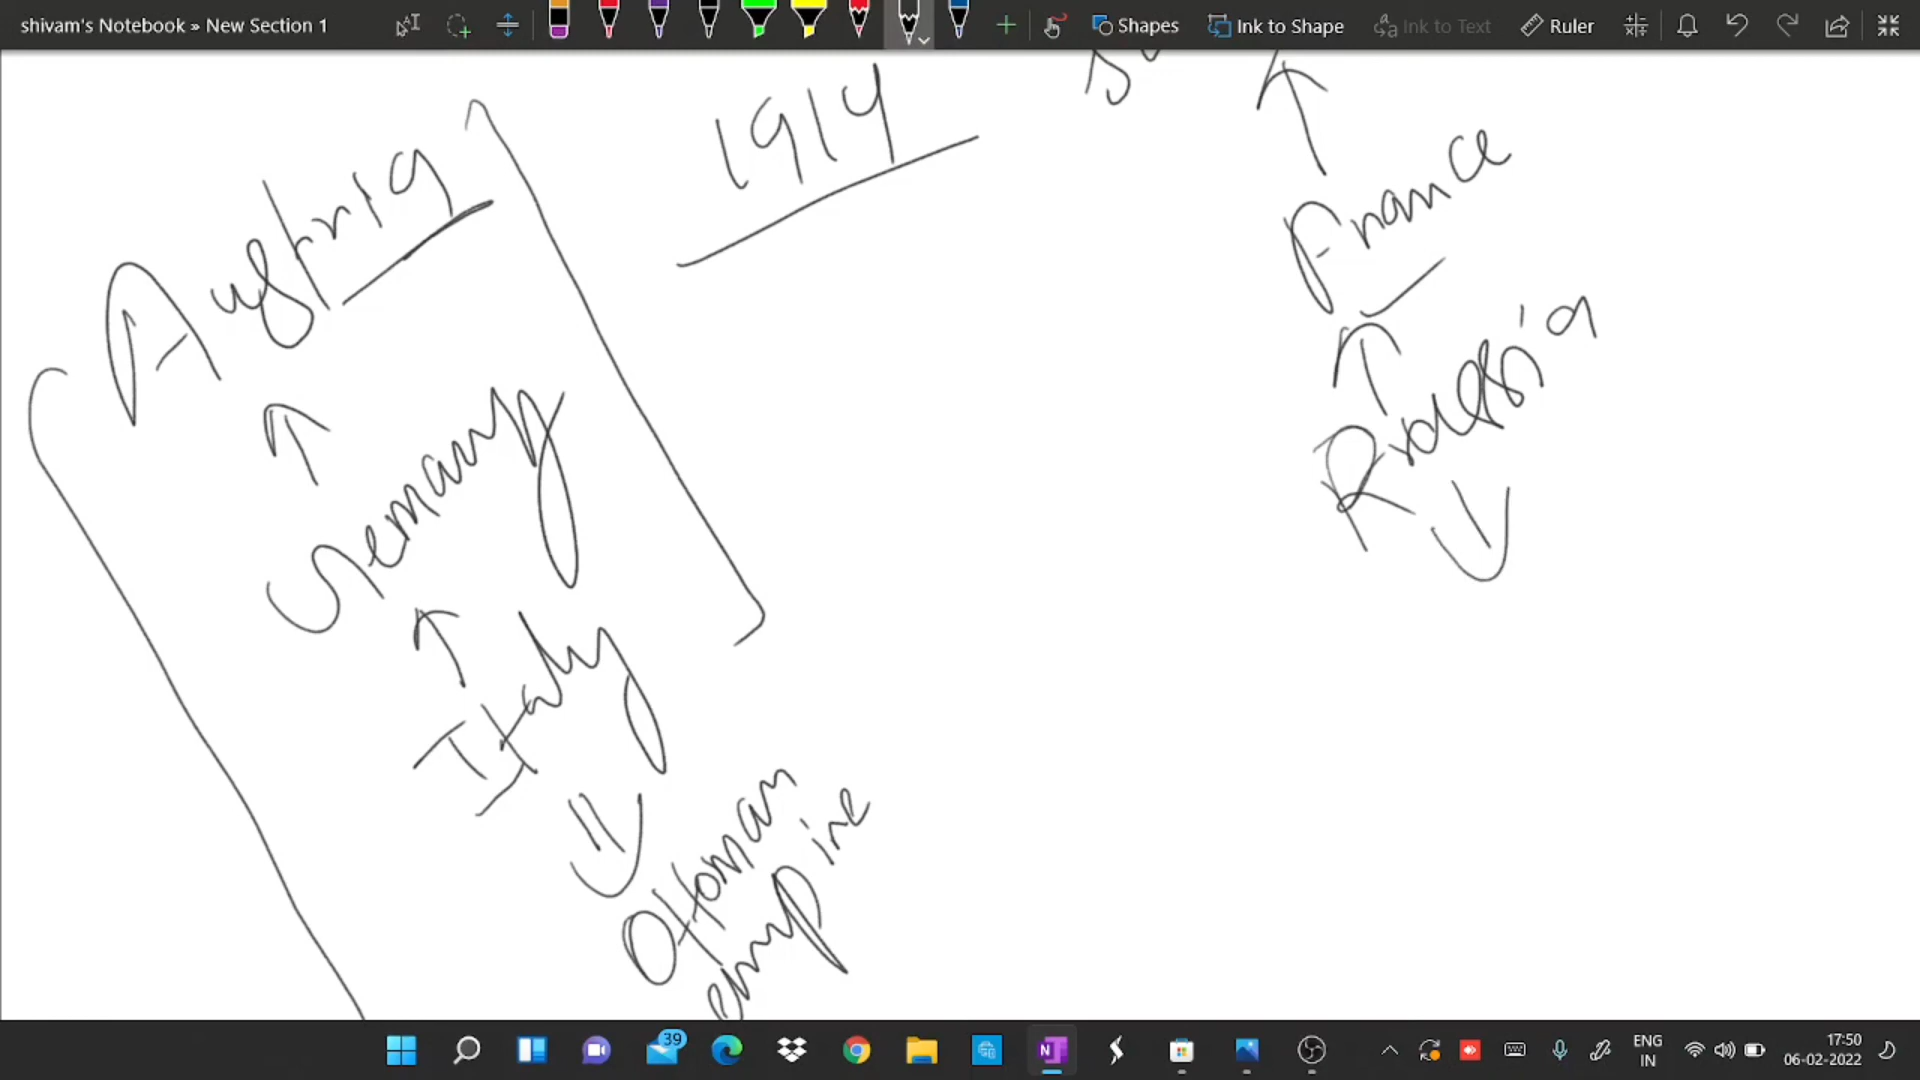 shivam's Notebook » New Section 1
Shapes
Ink to Shape
Ink to Text
Ruler
1914
Austria
Germany
Italy
Ottoman
empire
France
Russia
39
ENG
IN
17:50
06-02-2022